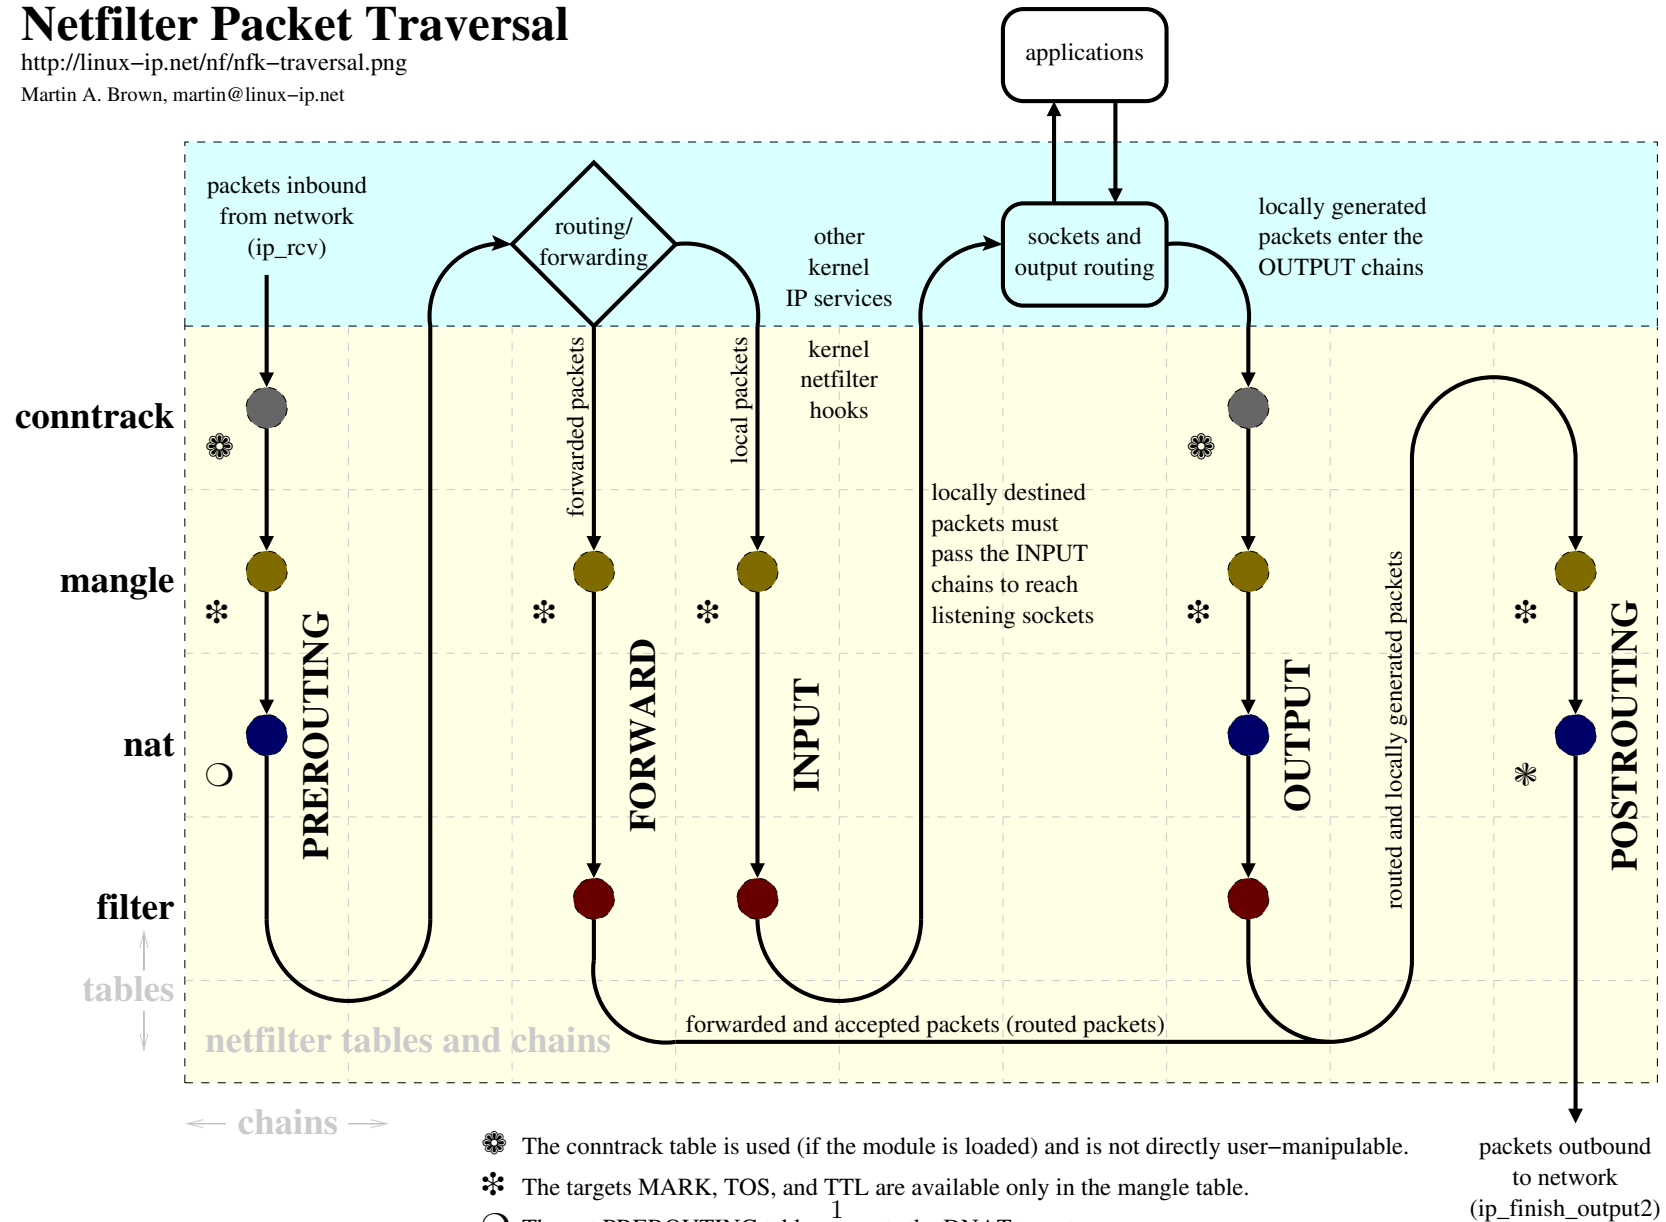 Netfilter Packet Traversal
http://linux−ip.net/nf/nfk−traversal.png
Martin A. Brown, martin@linux−ip.net
applications
packets inbound
from network
(ip_rcv)
routing/
forwarding
other
kernel
IP services
sockets and
output routing
locally generated
packets enter the
OUTPUT chains
kernel
netfilter
hooks
forwarded packets
local packets
conntrack
locally destined
packets must
pass the INPUT
chains to reach
listening sockets
mangle
nat
filter
PREROUTING
FORWARD
INPUT
OUTPUT
routed and locally generated packets
POSTROUTING
tables
forwarded and accepted packets (routed packets)
netfilter tables and chains
chains
The conntrack table is used (if the module is loaded) and is not directly user−manipulable.
The targets MARK, TOS, and TTL are available only in the mangle table.
packets outbound
to network
(ip_finish_output2)
1
PREROUTING